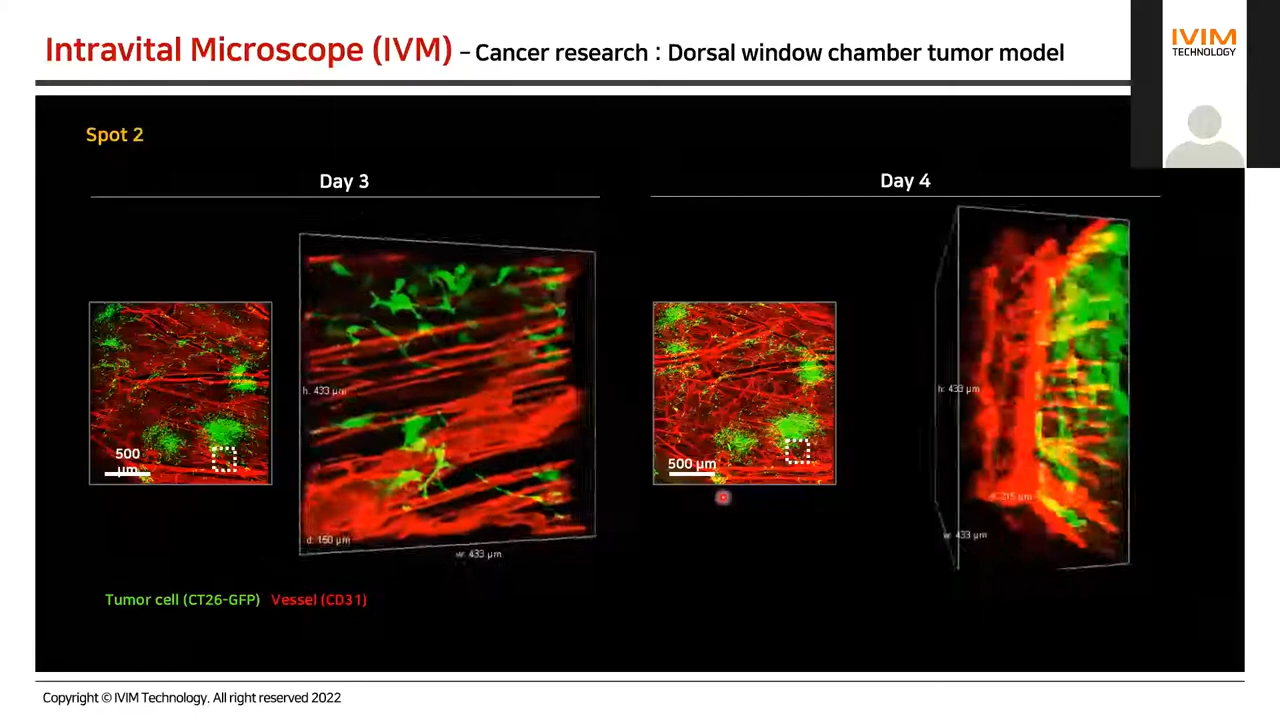 Intravital Microscope (IVM) – Cancer research : Dorsal window chamber tumor model
IVIM
TECHNOLOGY
Spot 2
Day 3
Day 4
h: 433 µm
500
µm
d: 150 µm
w: 433 µm
h: 433 µm
500 µm
d: 215 µm
w: 433 µm
Tumor cell (CT26-GFP) Vessel (CD31)
Copyright © IVIM Technology. All right reserved 2022